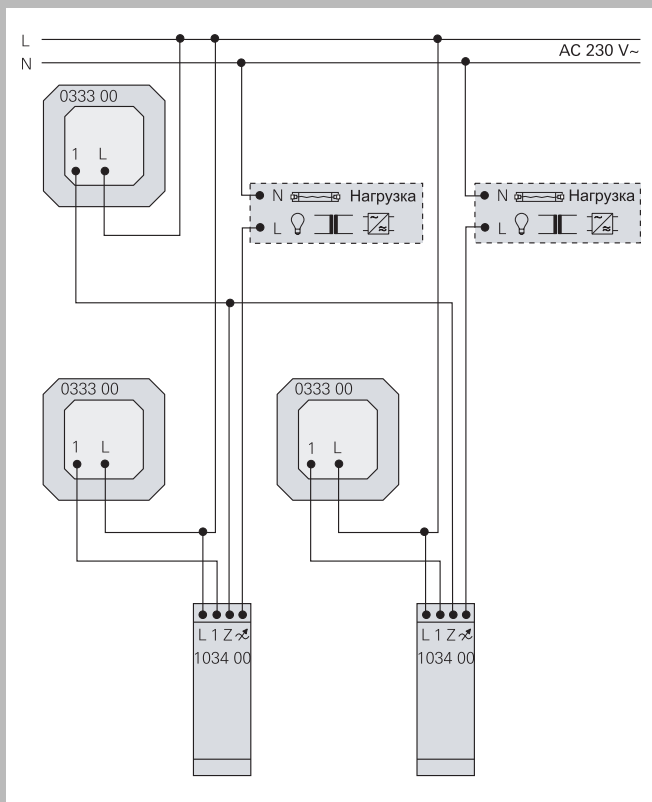 L
AC 230 V~
N
0333 00
1 L
N Нагрузка N Нагрузка
L L
0333 00 0333 00
1 L 1 L
L 1 Z L 1 Z
1034 00 1034 00